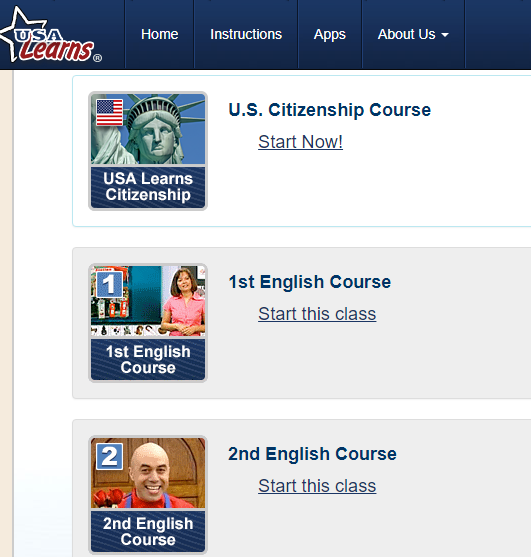 USA
Learns®
Home
Instructions
Apps
About Us
USA Learns
Citizenship
U.S. Citizenship Course
Start Now!
1
1st English
Course
1st English Course
Start this class
2
2nd English
Course
2nd English Course
Start this class